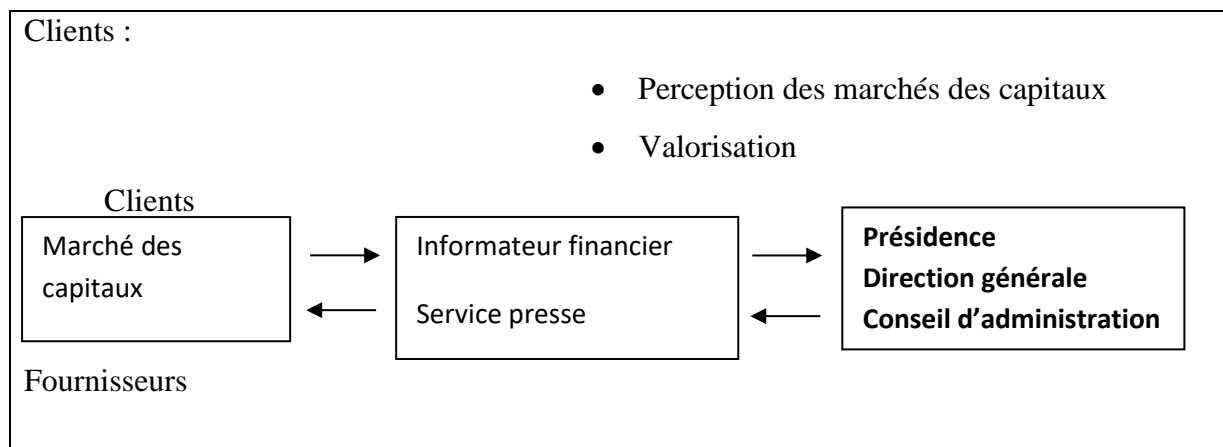 Clients :
• Perception des marchés des capitaux
• Valorisation
Clients
Marché des
capitaux
Informateur financier
Service presse
Présidence
Direction générale
Conseil d’administration
Fournisseurs